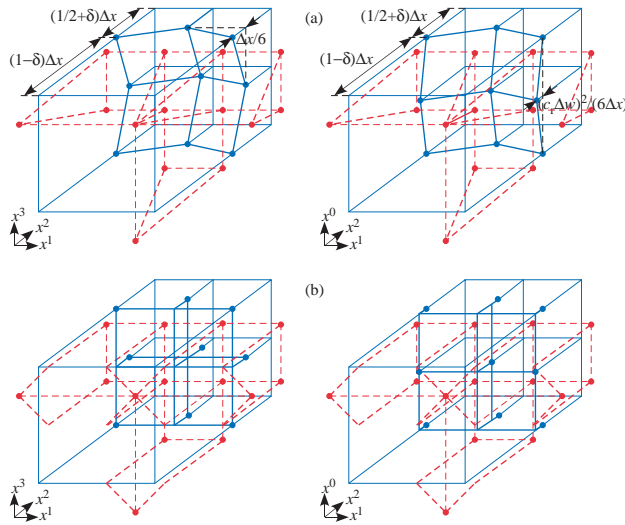 (1/2+δ)Δx
(a)
(1/2+δ)Δx
(1−δ)Δx
Δx/6
(1−δ)Δx
(c_rΔw)²/(6Δx)
x³
x²
x¹
x⁰
x²
x¹
(b)
x³
x²
x¹
x⁰
x²
x¹